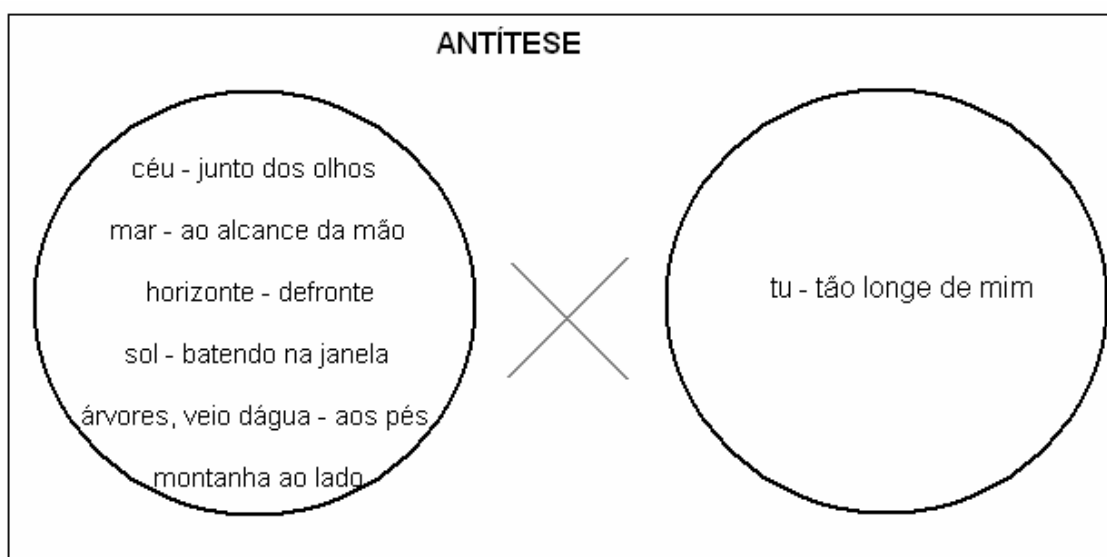 ANTÍTESE
céu - junto dos olhos
mar - ao alcance da mão
horizonte - defronte
sol - batendo na janela
árvores, veio dágua - aos pés
montanha ao lado
tu - tão longe de mim